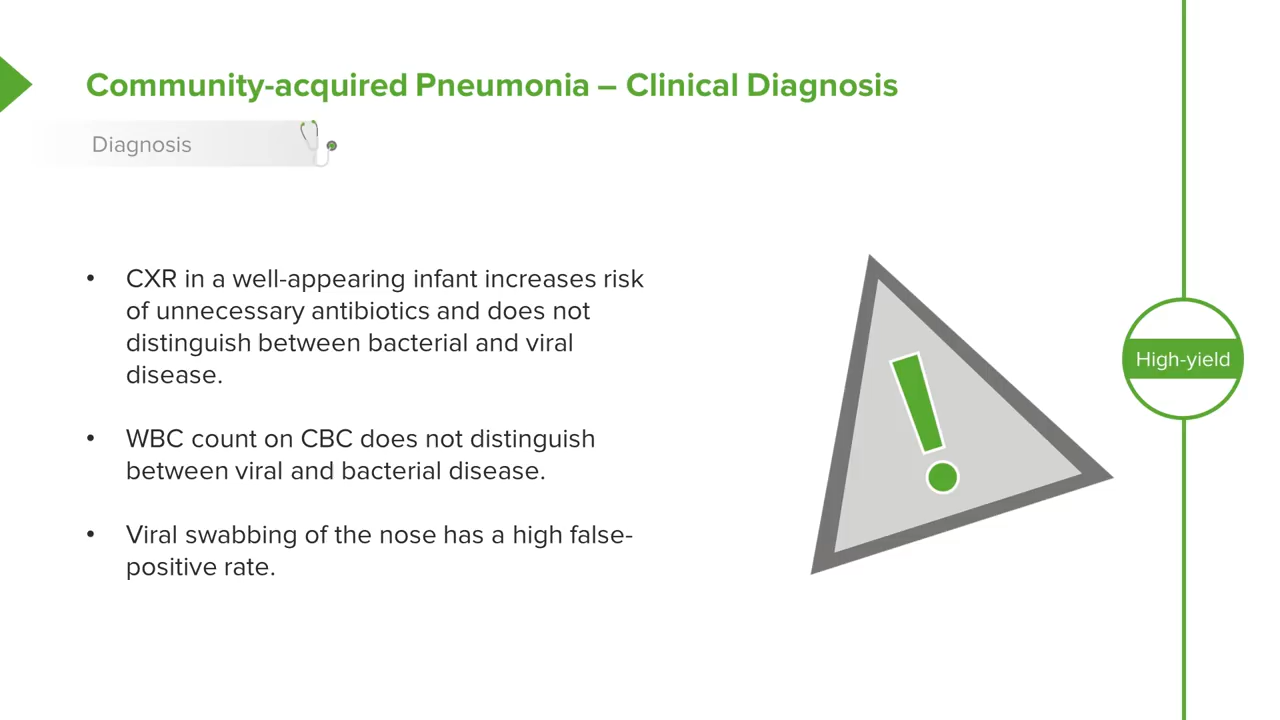 Community-acquired Pneumonia – Clinical Diagnosis
Diagnosis
• CXR in a well-appearing infant increases risk
of unnecessary antibiotics and does not
distinguish between bacterial and viral
disease.
• WBC count on CBC does not distinguish
between viral and bacterial disease.
• Viral swabbing of the nose has a high false-
positive rate.
!
High-yield